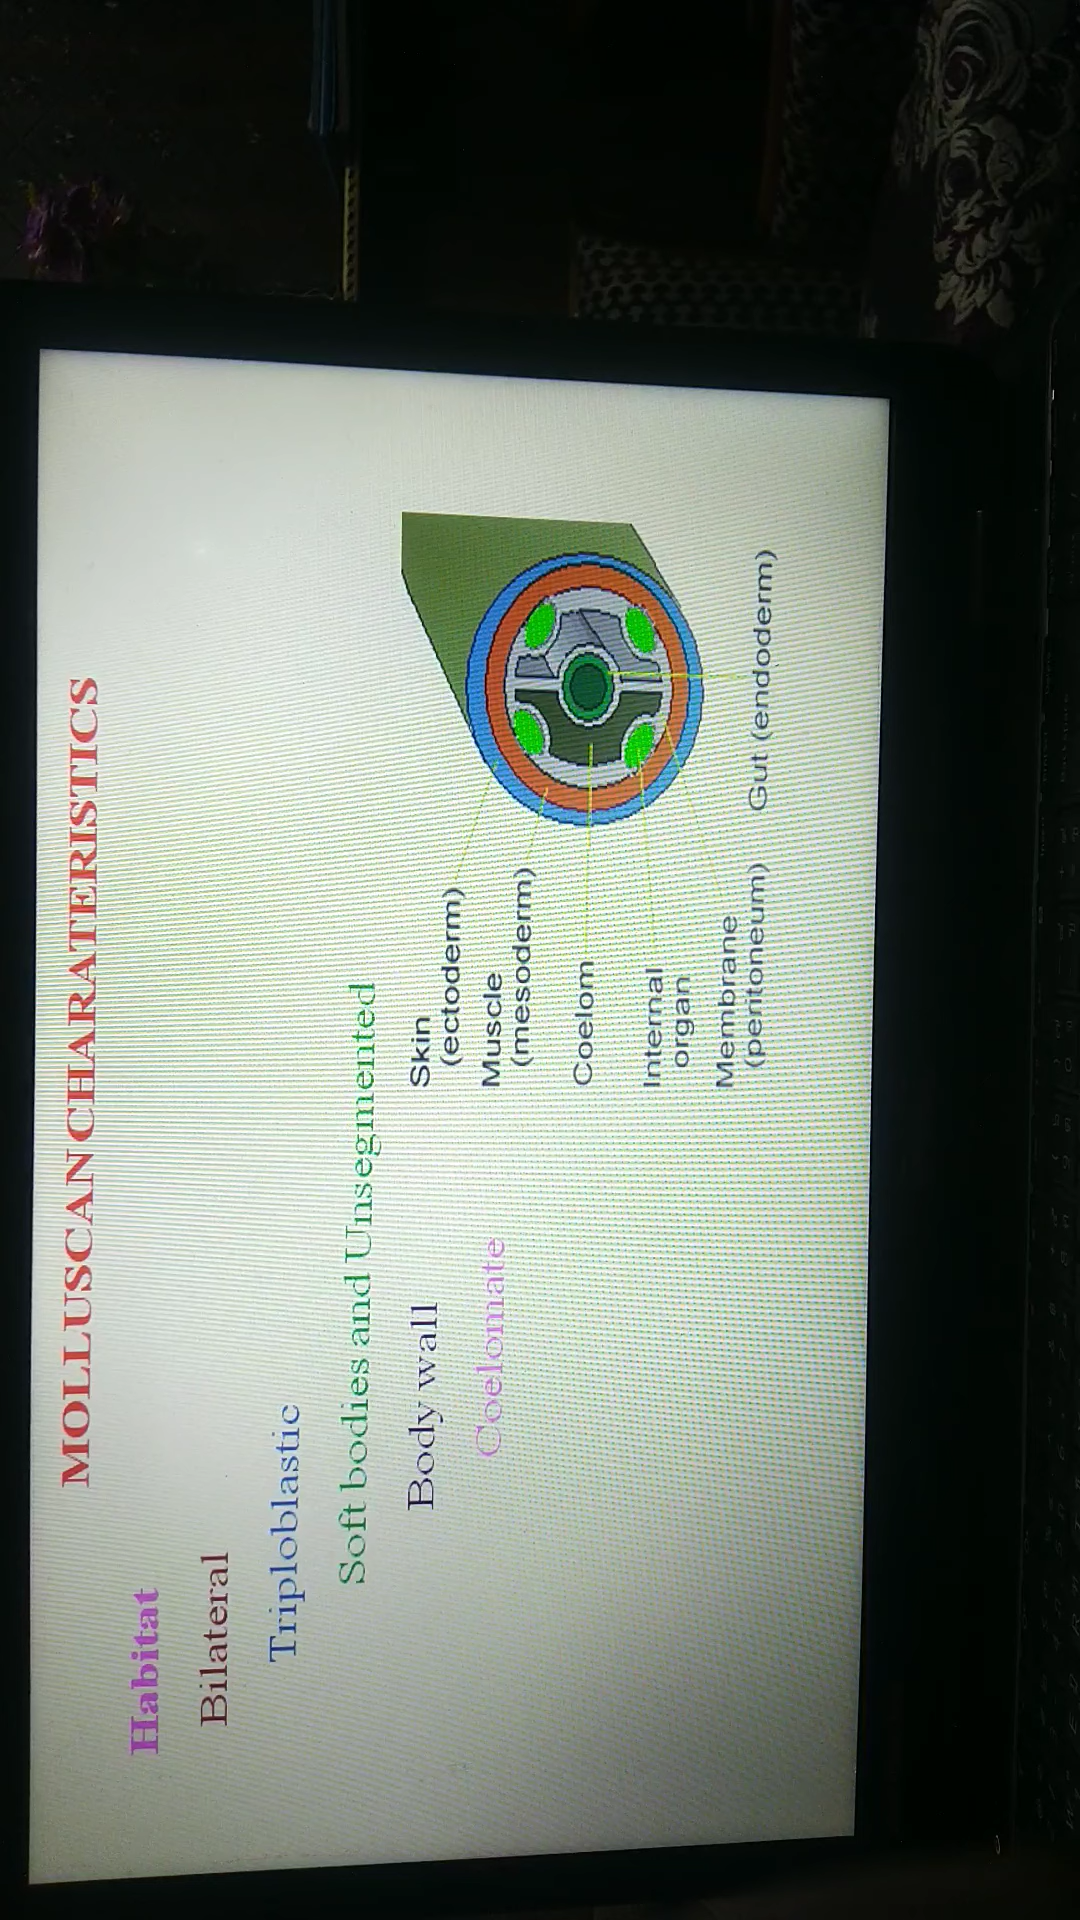 MOLLUSCAN CHARATERISTICS
Habitat
Bilateral
Triploblastic
Soft bodies and Unsegmented
Body wall
Coelomate
Skin
(ectoderm)
Muscle
(mesoderm)
Coelom
Internal
organ
Membrane
(peritoneum)
Gut (endoderm)